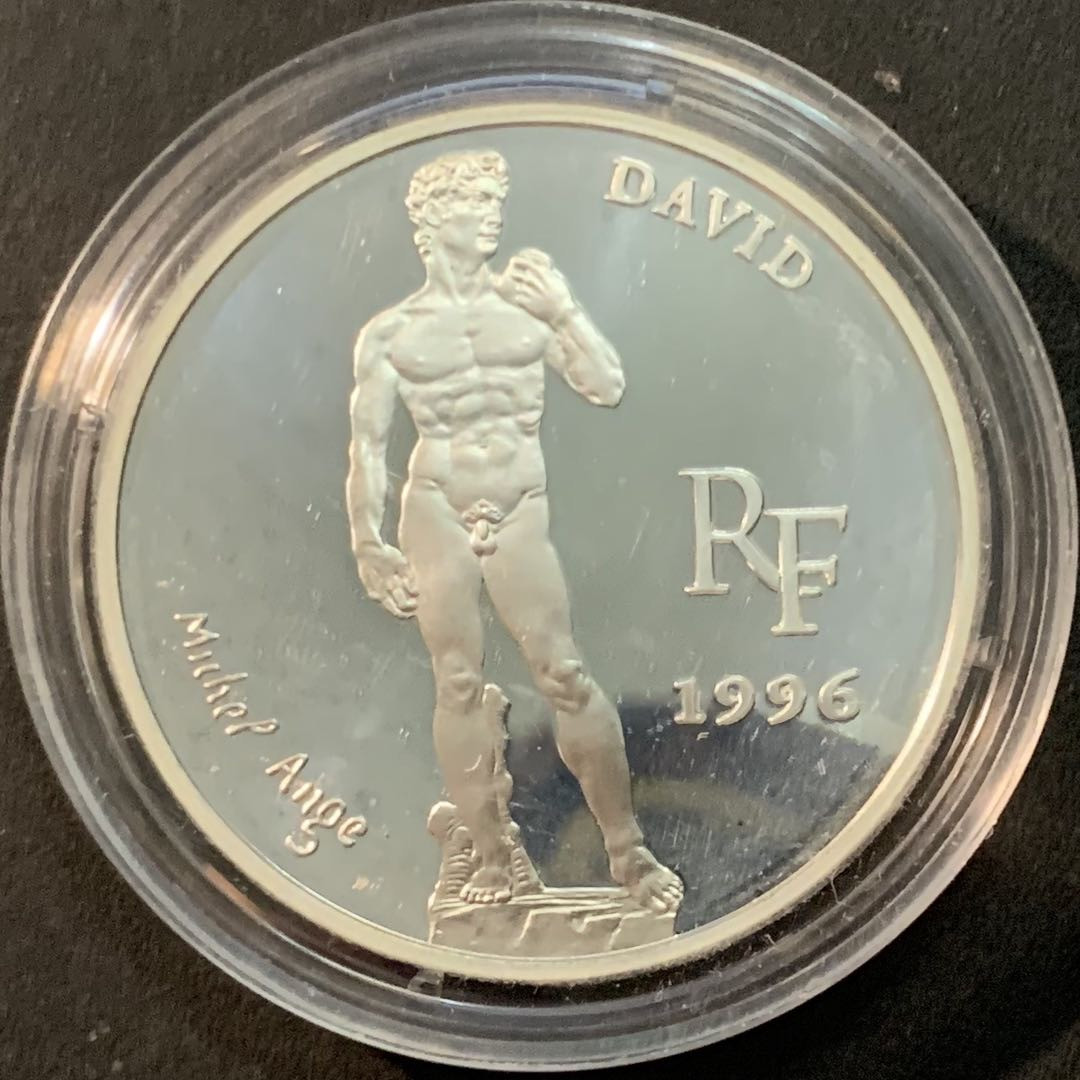 DAVID
RF
1996
Michel Ange